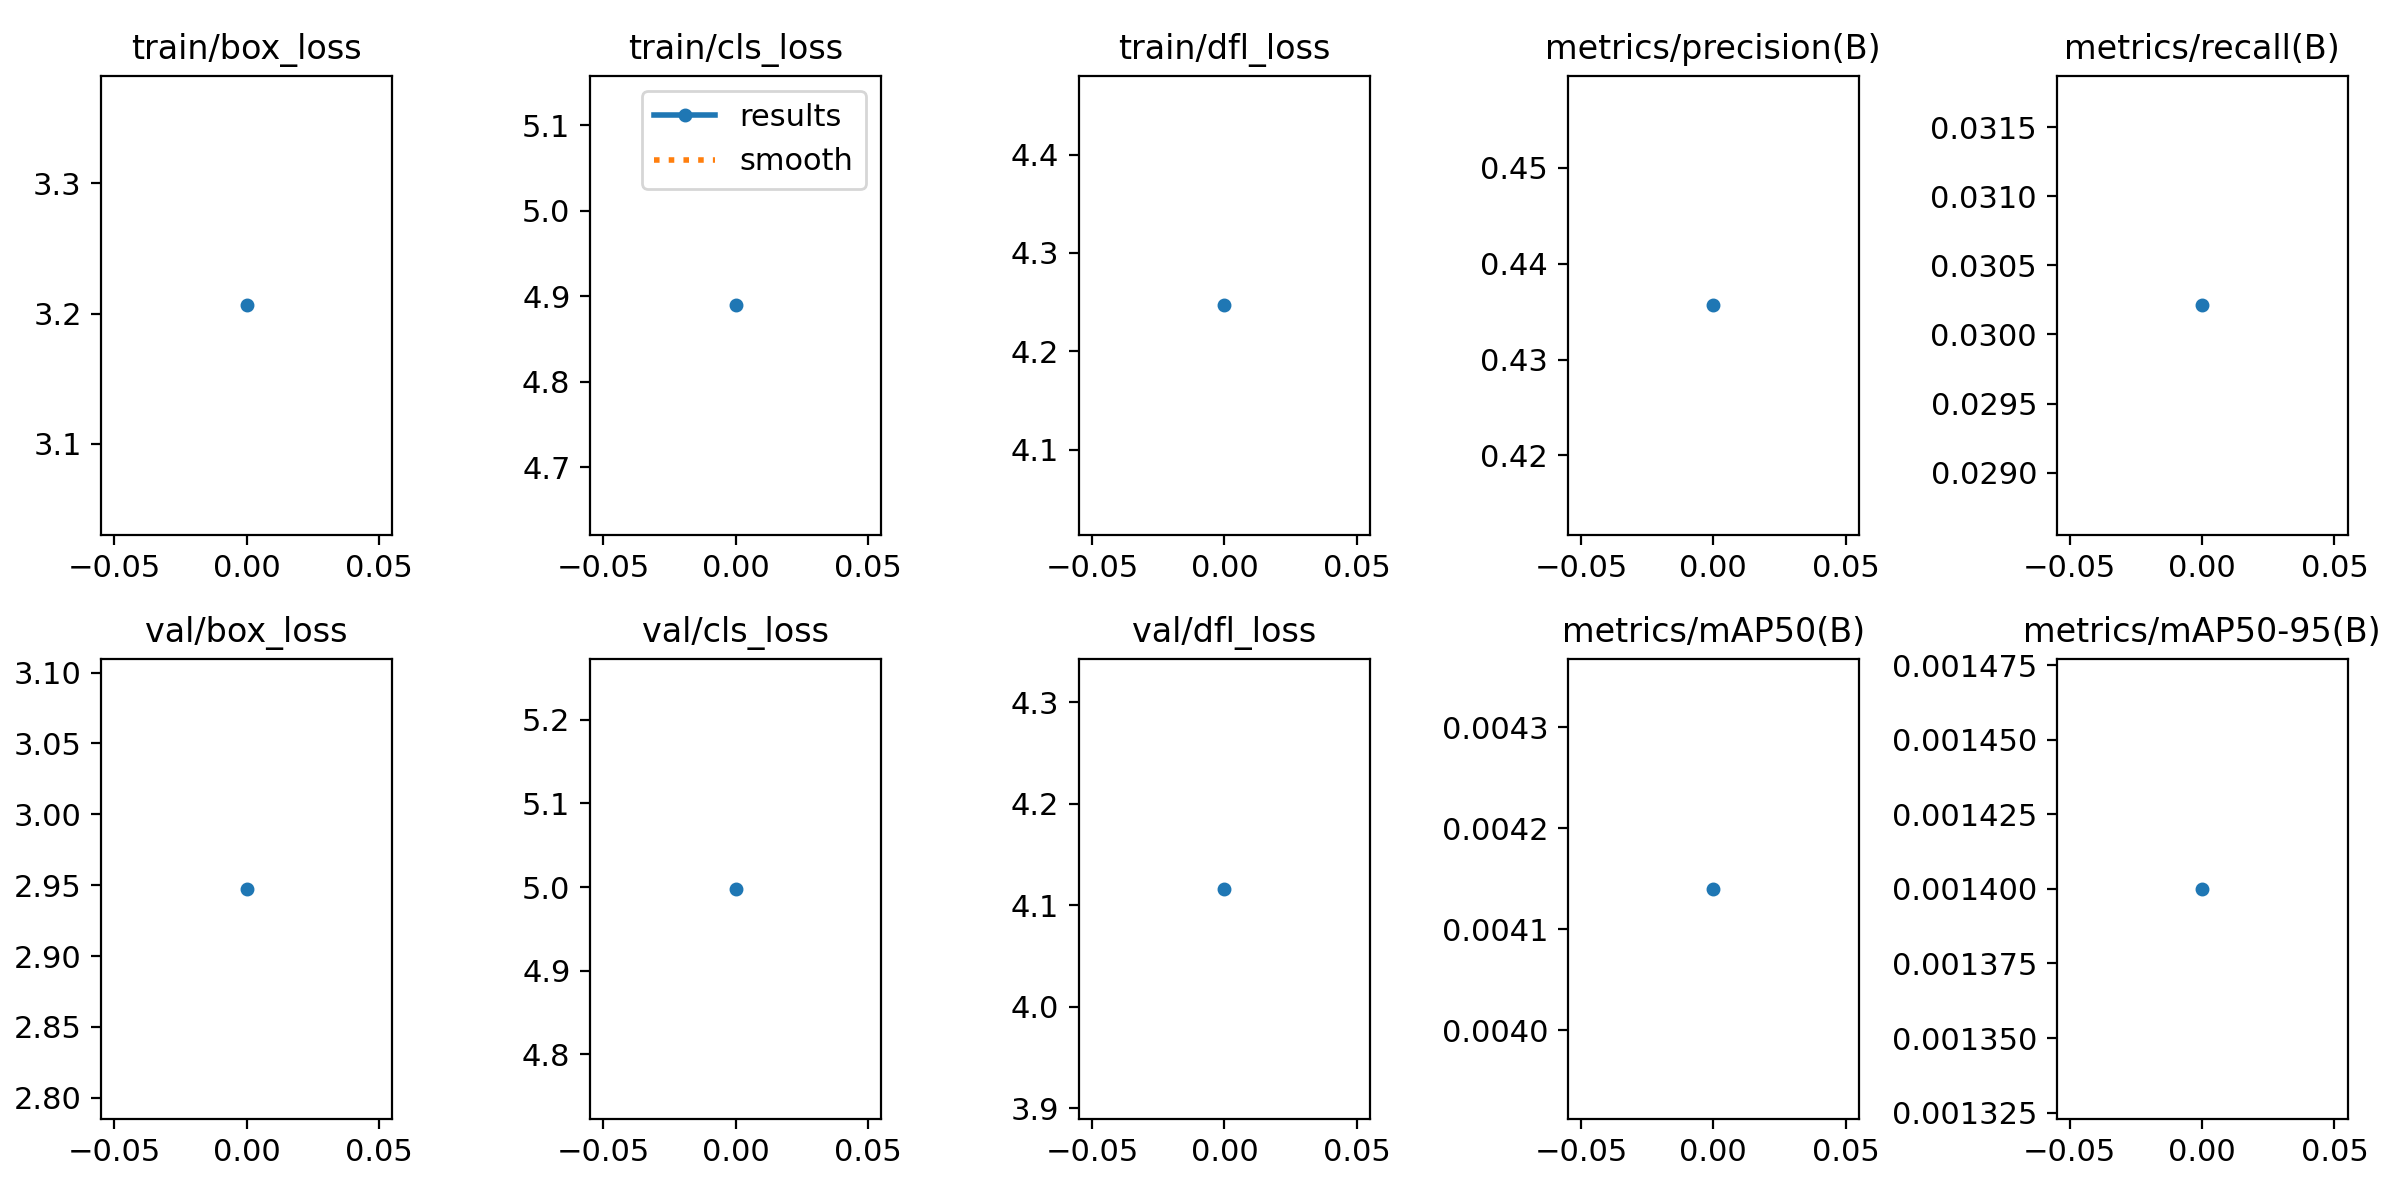 train/box_loss
3.3
3.2
3.1
−0.05 0.00 0.05
train/cls_loss
results
smooth
5.1
5.0
4.9
4.8
4.7
−0.05 0.00 0.05
train/dfl_loss
4.4
4.3
4.2
4.1
−0.05 0.00 0.05
metrics/precision(B)
0.45
0.44
0.43
0.42
−0.05 0.00 0.05
metrics/recall(B)
0.0315
0.0310
0.0305
0.0300
0.0295
0.0290
−0.05 0.00 0.05
val/box_loss
3.10
3.05
3.00
2.95
2.90
2.85
2.80
−0.05 0.00 0.05
val/cls_loss
5.2
5.1
5.0
4.9
4.8
−0.05 0.00 0.05
val/dfl_loss
4.3
4.2
4.1
4.0
3.9
−0.05 0.00 0.05
metrics/mAP50(B)
0.0043
0.0042
0.0041
0.0040
−0.05 0.00 0.05
metrics/mAP50-95(B)
0.001475
0.001450
0.001425
0.001400
0.001375
0.001350
0.001325
−0.05 0.00 0.05